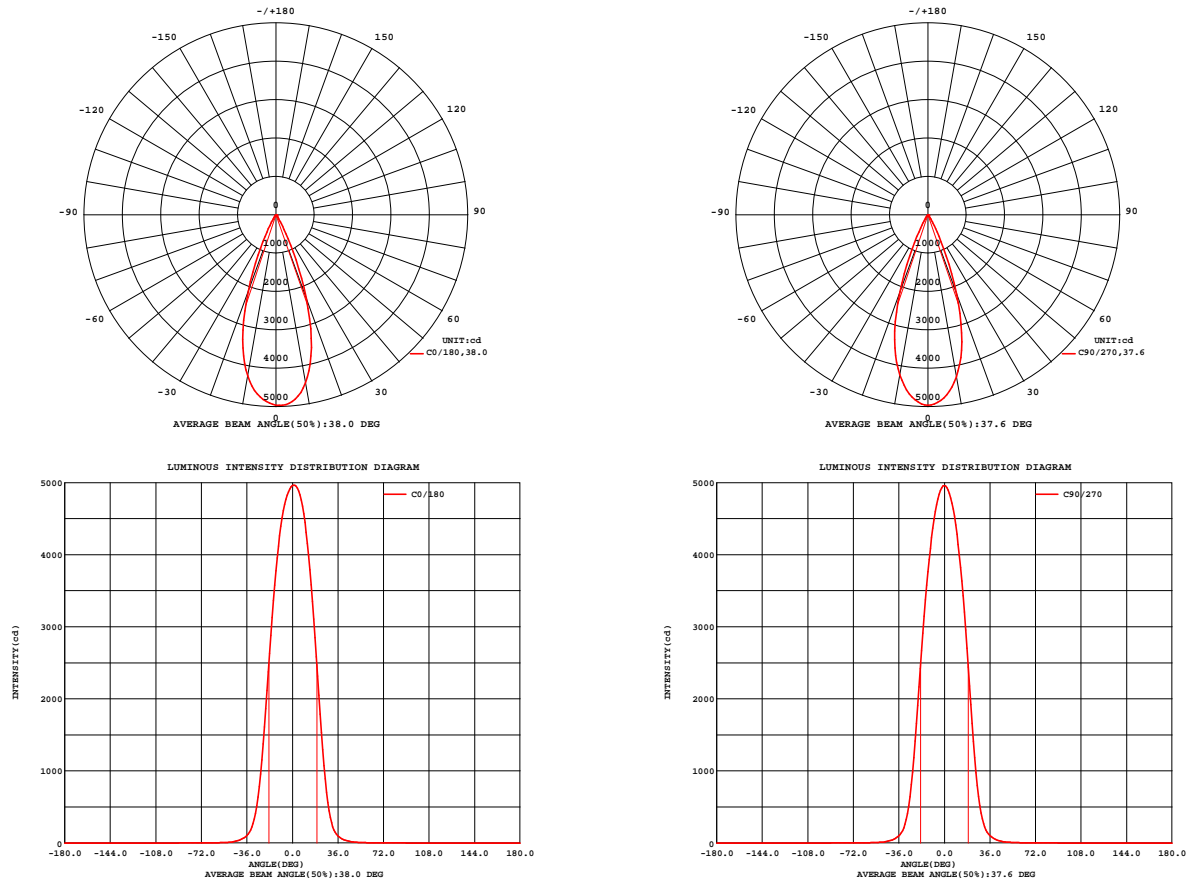 -/+180
-150 150
-120 120
-90 90
-60 60
-30 30
0
1000
2000
3000
4000
5000
0
UNIT:cd
C0/180,38.0
AVERAGE BEAM ANGLE(50%):38.0 DEG
-/+180
-150 150
-120 120
-90 90
-60 60
-30 30
0
1000
2000
3000
4000
5000
0
UNIT:cd
C90/270,37.6
AVERAGE BEAM ANGLE(50%):37.6 DEG
LUMINOUS INTENSITY DISTRIBUTION DIAGRAM
C0/180
INTENSITY(cd)
5000
4000
3000
2000
1000
0
-180.0 -144.0 -108.0 -72.0 -36.0 0.0 36.0 72.0 108.0 144.0 180.0
ANGLE(DEG)
AVERAGE BEAM ANGLE(50%):38.0 DEG
LUMINOUS INTENSITY DISTRIBUTION DIAGRAM
C90/270
INTENSITY(cd)
5000
4000
3000
2000
1000
0
-180.0 -144.0 -108.0 -72.0 -36.0 0.0 36.0 72.0 108.0 144.0 180.0
ANGLE(DEG)
AVERAGE BEAM ANGLE(50%):37.6 DEG